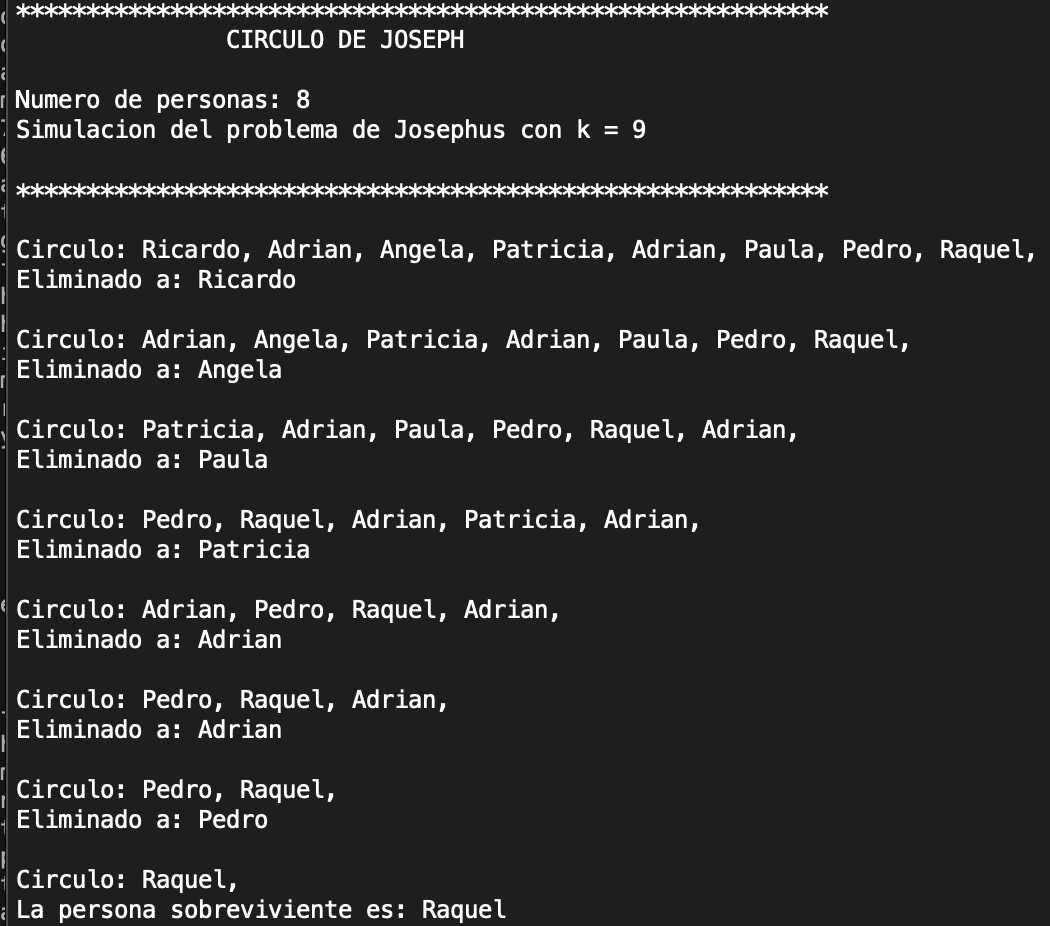 **********************************************************
CIRCULO DE JOSEPH
Numero de personas: 8
Simulacion del problema de Josephus con k = 9
**********************************************************
Circulo: Ricardo, Adrian, Angela, Patricia, Adrian, Paula, Pedro, Raquel,
Eliminado a: Ricardo
Circulo: Adrian, Angela, Patricia, Adrian, Paula, Pedro, Raquel,
Eliminado a: Angela
Circulo: Patricia, Adrian, Paula, Pedro, Raquel, Adrian,
Eliminado a: Paula
Circulo: Pedro, Raquel, Adrian, Patricia, Adrian,
Eliminado a: Patricia
Circulo: Adrian, Pedro, Raquel, Adrian,
Eliminado a: Adrian
Circulo: Pedro, Raquel, Adrian,
Eliminado a: Adrian
Circulo: Pedro, Raquel,
Eliminado a: Pedro
Circulo: Raquel,
La persona sobreviviente es: Raquel